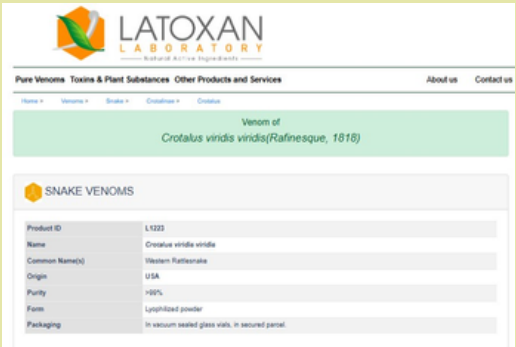 LATOXAN
LABORATORY
Natural Active Ingredients
Pure Venoms Toxins & Plant Substances Other Products and Services About us Contact us
Home > Venoms > Snake > Crotalinae > Crotalus
Venom of
Crotalus viridis viridis(Rafinesque, 1818)
SNAKE VENOMS
Product ID L1223
Name Crotalus viridis viridis
Common Name(s) Western Rattlesnake
Origin USA
Purity >99%
Form Lyophilized powder
Packaging In vacuum sealed glass vials, in secured parcel.